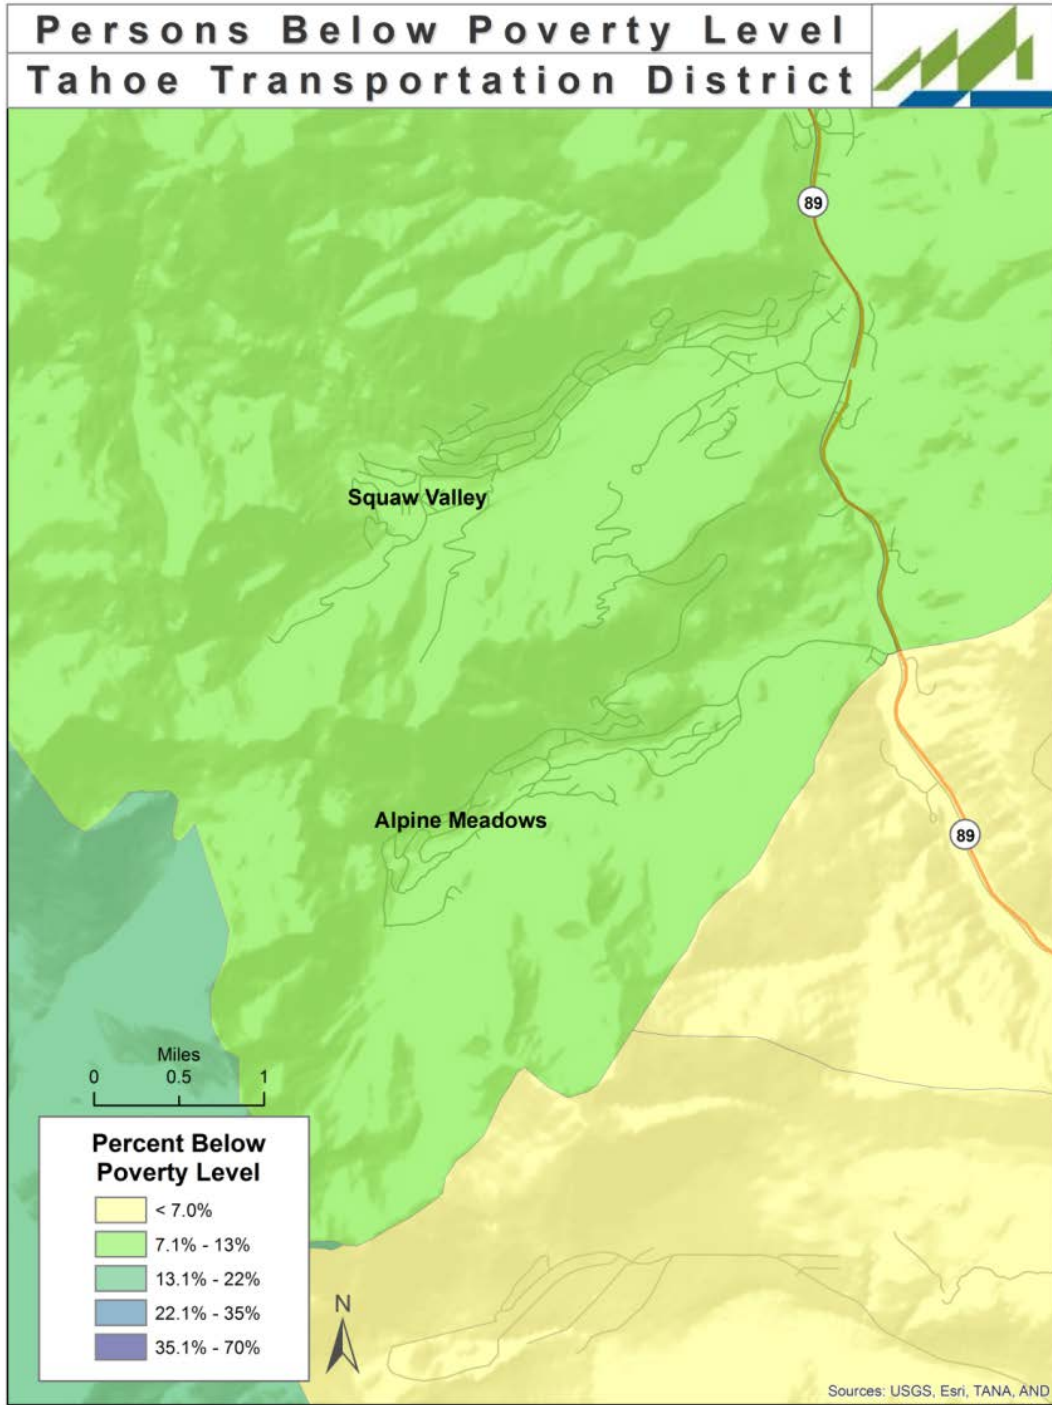 Persons Below Poverty Level
Tahoe Transportation District
89
Squaw Valley
Alpine Meadows
89
Miles
0 0.5 1
Percent Below
Poverty Level
< 7.0%
7.1% - 13%
13.1% - 22%
22.1% - 35%
35.1% - 70%
N
Sources: USGS, Esri, TANA, AND